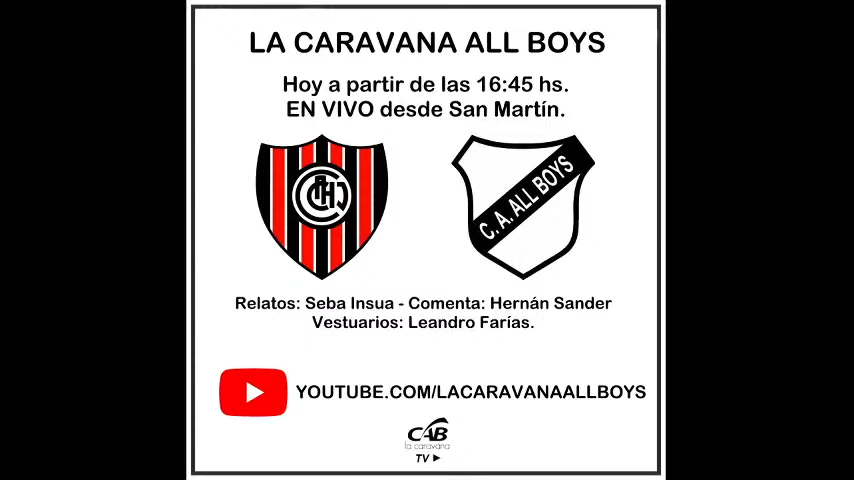 LA CARAVANA ALL BOYS
Hoy a partir de las 16:45 hs.
EN VIVO desde San Martín.
C. A. ALL BOYS
Relatos: Seba Insua - Comenta: Hernán Sander
Vestuarios: Leandro Farías.
YOUTUBE.COM/LACARAVANAALLBOYS
CAB
la caravana
TV